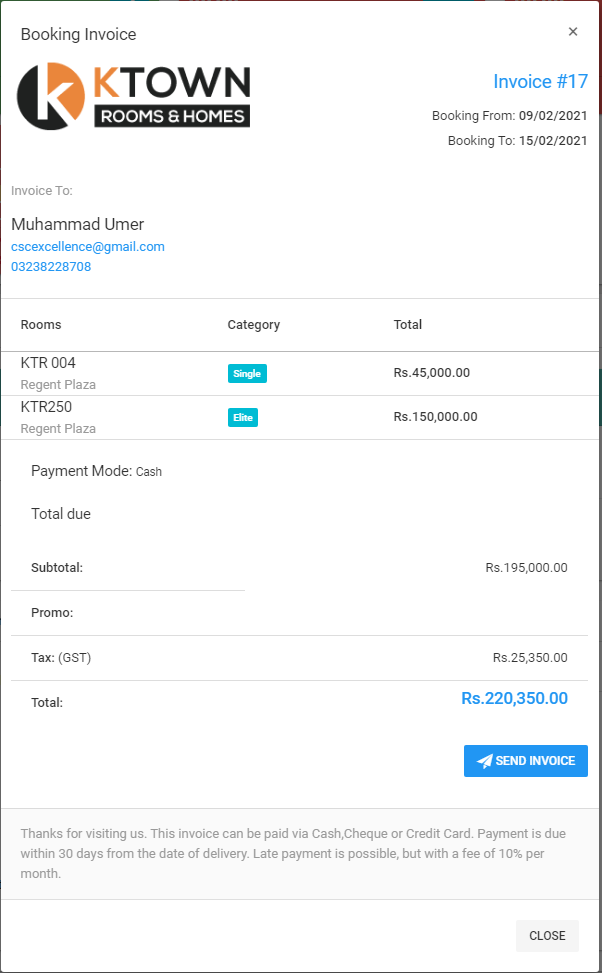 Booking Invoice
×
KTOWN
ROOMS & HOMES
Invoice #17
Booking From: 09/02/2021
Booking To: 15/02/2021
Invoice To:
Muhammad Umer
cscexcellence@gmail.com
03238228708
Rooms Category Total
KTR 004
Regent Plaza
Single
Rs.45,000.00
KTR250
Regent Plaza
Elite
Rs.150,000.00
Payment Mode: Cash
Total due
Subtotal: Rs.195,000.00
Promo:
Tax: (GST) Rs.25,350.00
Total: Rs.220,350.00
SEND INVOICE
Thanks for visiting us. This invoice can be paid via Cash,Cheque or Credit Card. Payment is due
within 30 days from the date of delivery. Late payment is possible, but with a fee of 10% per
month.
CLOSE